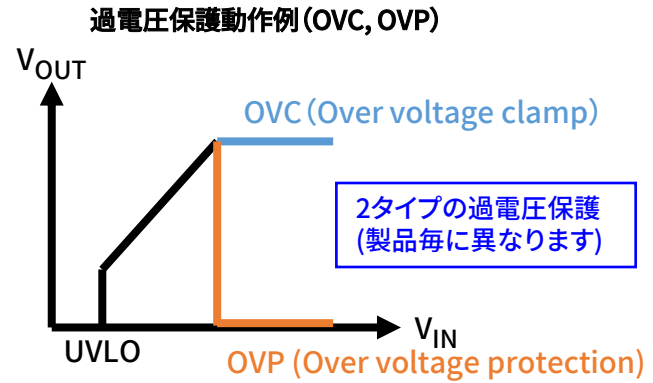 過電圧保護動作例（OVC, OVP）
VOUT
OVC（Over voltage clamp）
2タイプの過電圧保護
(製品毎に異なります)
VIN
UVLO
OVP (Over voltage protection)